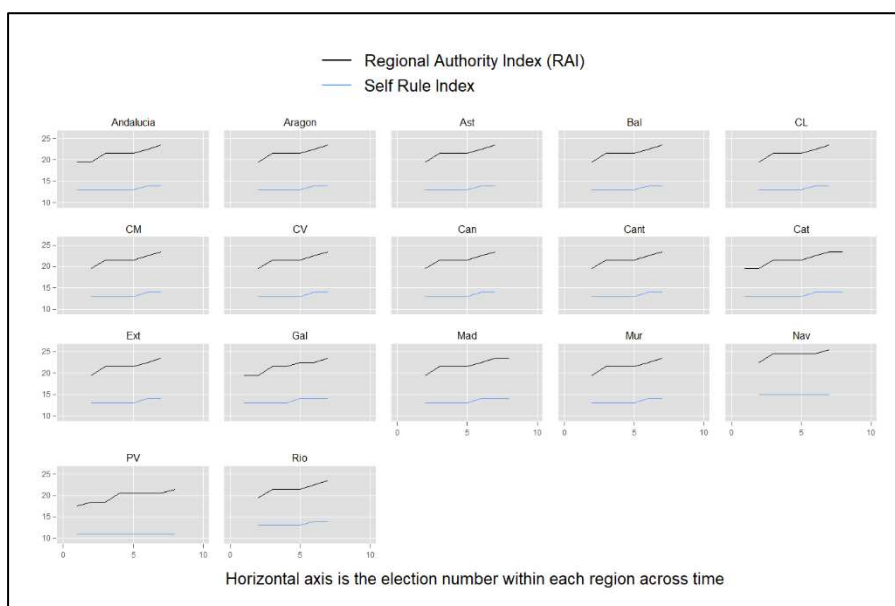 Regional Authority Index (RAI)
Self Rule Index
Andalucia Aragon Ast Bal CL
25
20
15
10
CM CV Can Cant Cat
25
20
15
10
Ext Gal Mad Mur Nav
25
20
15
10
0 5 10 0 5 10 0 5 10
PV Rio
25
20
15
10
0 5 10 0 5 10
Horizontal axis is the election number within each region across time